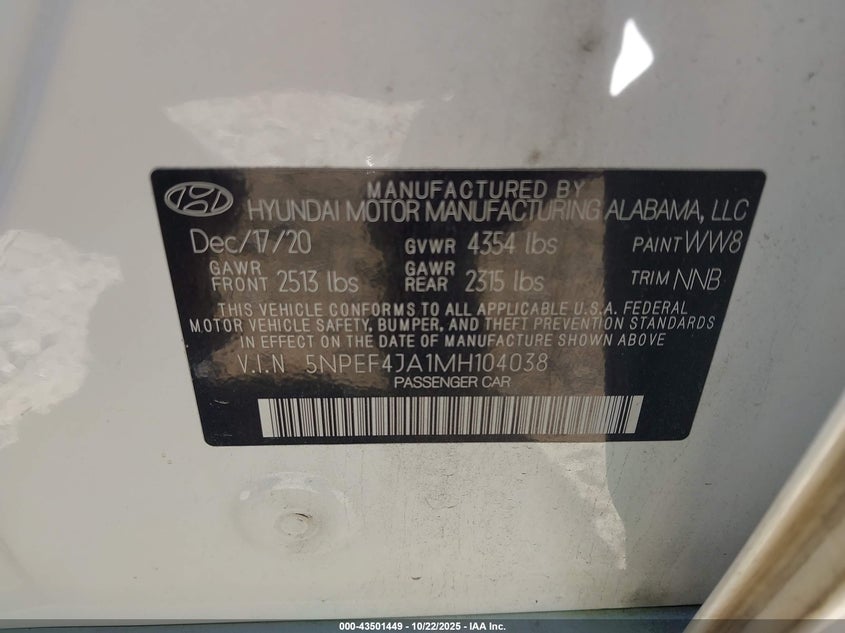 MANUFACTURED BY
HYUNDAI MOTOR MANUFACTURING ALABAMA, LLC
Dec/17/20 GVWR 4354 lbs PAINT WW8
GAWR FRONT 2513 lbs GAWR REAR 2315 lbs TRIM NNB
THIS VEHICLE CONFORMS TO ALL APPLICABLE U.S.A. FEDERAL
MOTOR VEHICLE SAFETY, BUMPER, AND THEFT PREVENTION STANDARDS
IN EFFECT ON THE DATE OF MANUFACTURE SHOWN ABOVE
V.I.N 5NPEF4JA1MH104038
PASSENGER CAR
000-43501449 - 10/22/2025 - IAA Inc.